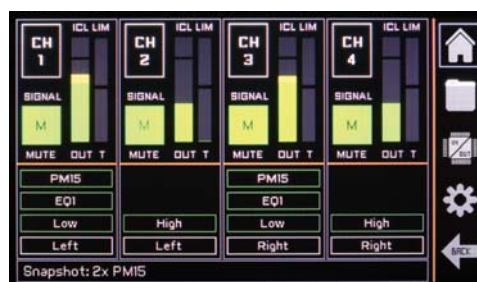 CH 1 ICL LIM
CH 2 ICL LIM
CH 3 ICL LIM
CH 4 ICL LIM
SIGNAL SIGNAL SIGNAL SIGNAL
M M M M
MUTE OUT T MUTE OUT T MUTE OUT T MUTE OUT T
PM15 PM15
EQ1 EQ1
Low High Low High
Left Left Right Right
Snapshot: 2x PM15
IN OUT
BACK